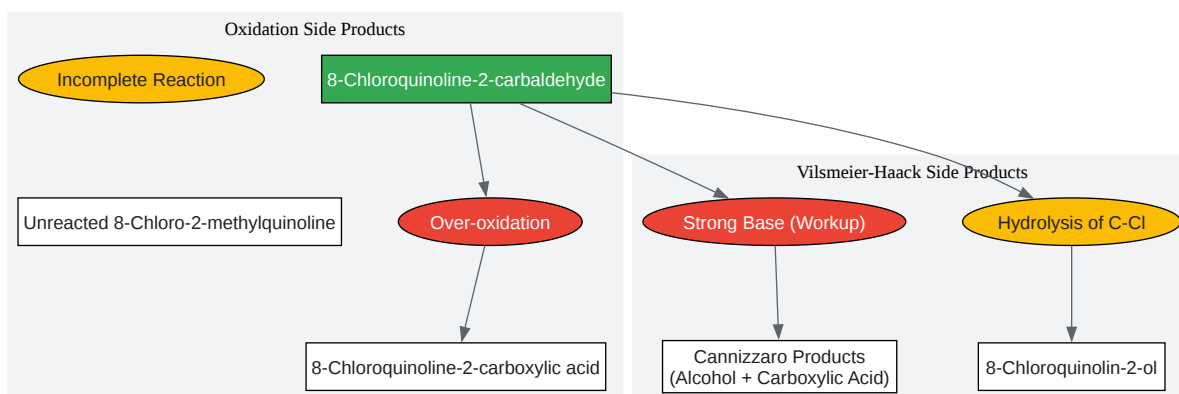 Oxidation Side Products
Incomplete Reaction
8-Chloroquinoline-2-carbaldehyde
Vilsmeier-Haack Side Products
Unreacted 8-Chloro-2-methylquinoline
Over-oxidation
Strong Base (Workup)
Hydrolysis of C-Cl
8-Chloroquinoline-2-carboxylic acid
Cannizzaro Products
(Alcohol + Carboxylic Acid)
8-Chloroquinolin-2-ol